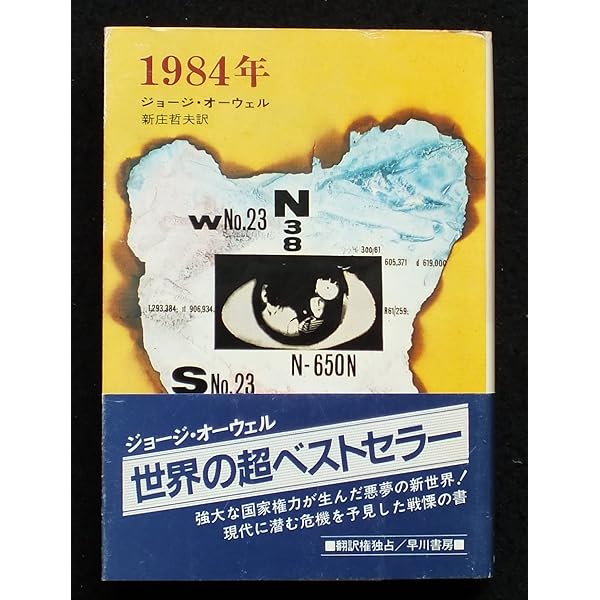 1984年
ジョージ・オーウェル
新庄哲夫訳
N
38
W No.23
300/61
605,371 d 619,000
1,293,284 d 906,934
861/259
N-650N
S No.23
ジョージ・オーウェル
世界の超ベストセラー
強大な国家権力が生んだ悪夢の新世界!
現代に潜む危機を予見した戦慄の書
■翻訳権独占/早川書房■